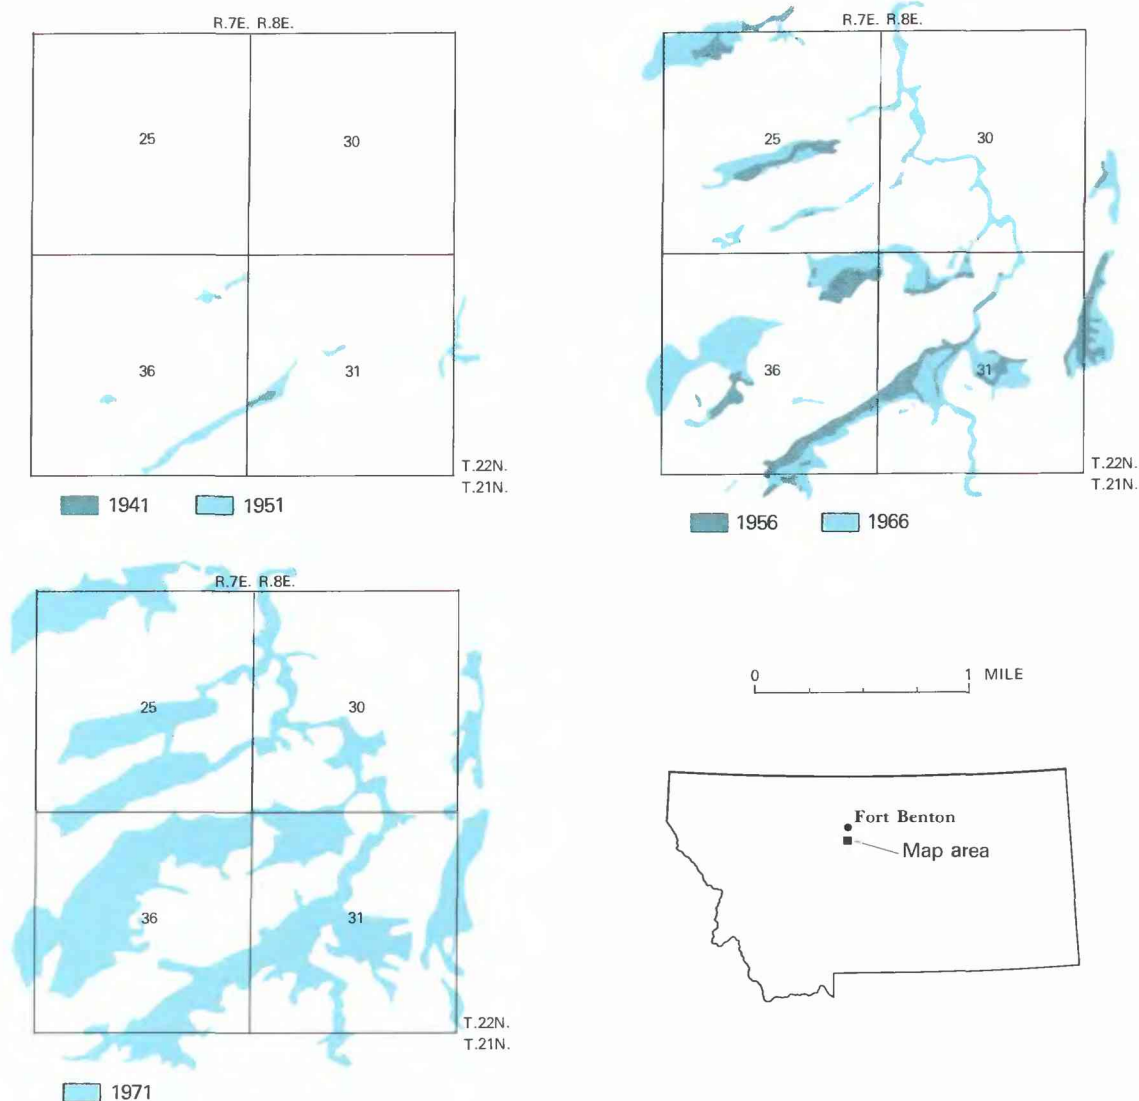 R.7E. R.8E.
25
30
36
31
T.22N.
T.21N.
1941
1951
R.7E. R.8E.
25
30
36
31
T.22N.
T.21N.
1956
1966
R.7E. R.8E.
25
30
36
31
T.22N.
T.21N.
1971
0 1 MILE
Fort Benton
Map area